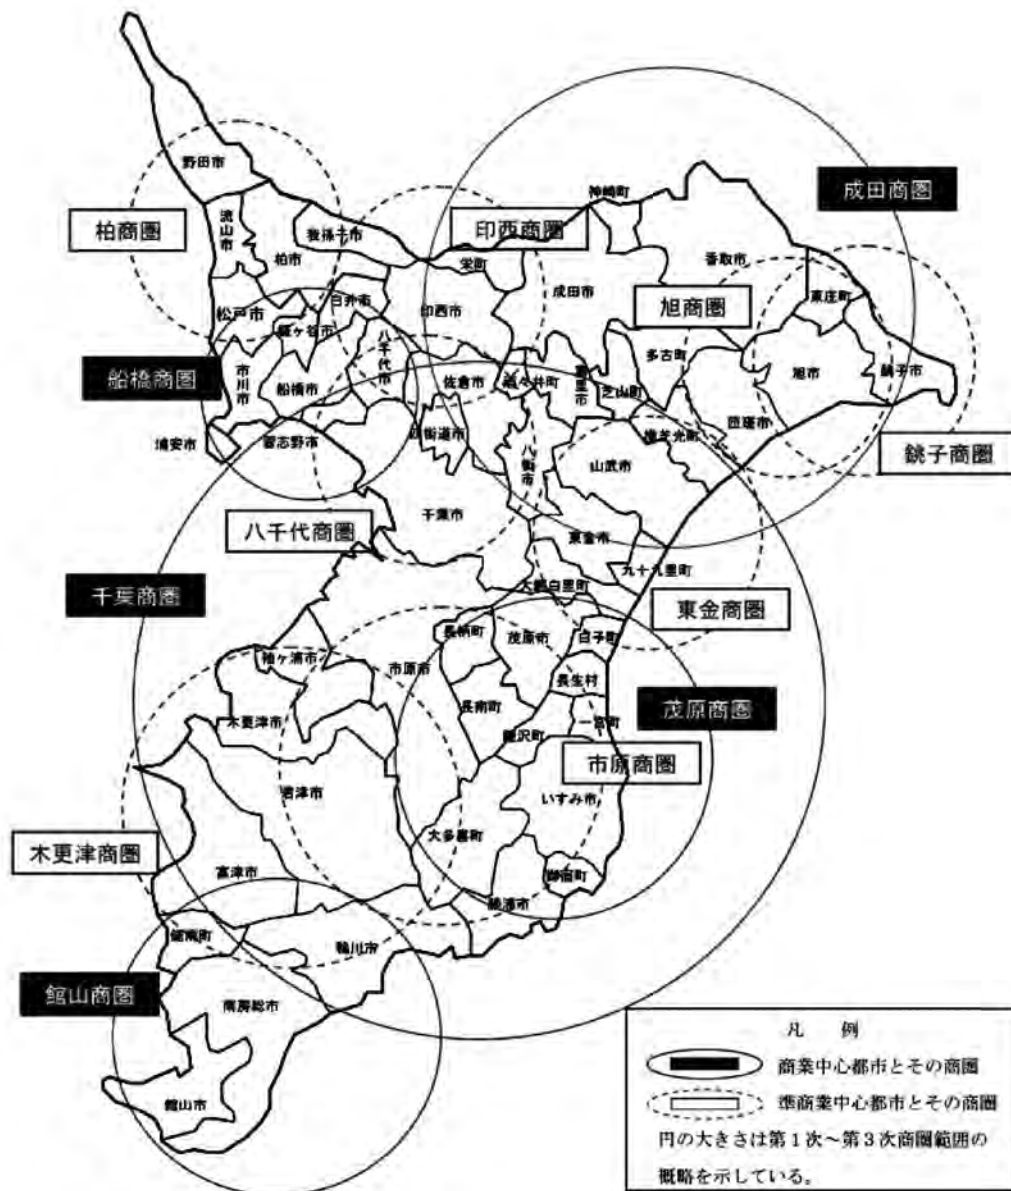 野田市
神崎町
成田商圏
柏商圏
流山市
我孫子市
印西商圏
柏市
栄町
香取市
成田市
東庄町
松戸市
白井市
印西市
旭商圏
鎌ヶ谷市
八千代市
多古町
船橋商圏
市川市
船橋市
佐倉市
酒々井町
富里市
芝山町
旭市
銚子市
匝瑳市
浦安市
習志野市
四街道市
八街市
山武市
横芝光町
銚子商圏
千葉市
八千代商圏
東金市
九十九里町
千葉商圏
大網白里町
東金商圏
長柄町
茂原市
白子町
袖ヶ浦市
市原市
長生村
長南町
茂原商圏
木更津市
睦沢町
一宮町
市原商圏
君津市
いすみ市
大多喜町
木更津商圏
富津市
御宿町
勝浦市
鋸南町
鴨川市
館山商圏
南房総市
館山市
凡 例
商業中心都市とその商圏
準商業中心都市とその商圏
円の大きさは第1次～第3次商圏範囲の
概略を示している。